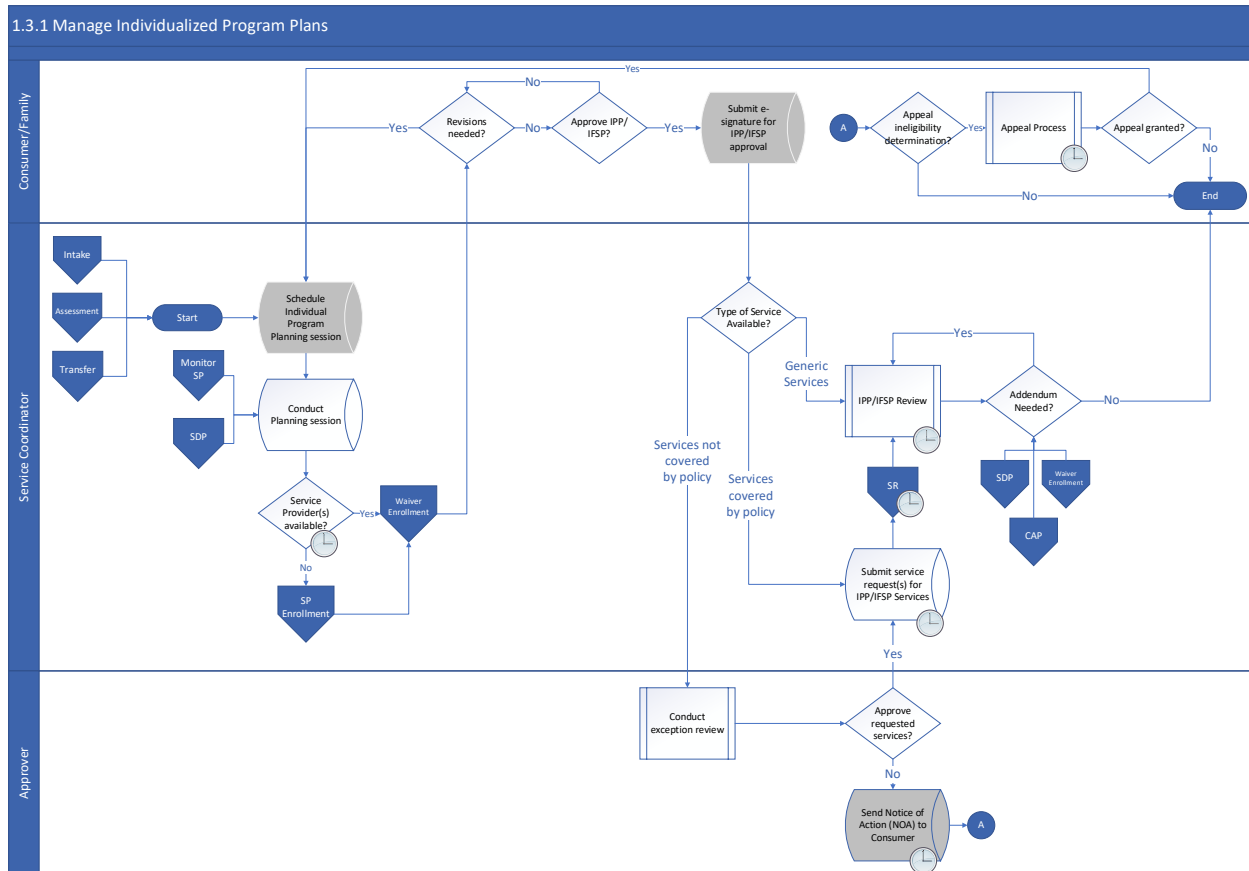 1.3.1 Manage Individualized Program Plans
Consumer/Family
Yes
No
Revisions
needed?
Yes
No
Approve IPP/
IFSP?
Yes
Submit e-
signature for
IPP/IFSP
approval
A
Appeal
ineligibility
determination?
Yes
Appeal Process
Appeal granted?
No
No
End
Service Coordinator
Intake
Assessment
Transfer
Start
Schedule
Individual
Program
Planning session
Monitor
SP
SDP
Conduct
Planning session
Service
Provider(s)
available?
Yes
No
Waiver
Enrollment
SP
Enrollment
Type of Service
Available?
Generic
Services
Services not
covered
by policy
Services
covered
by policy
Yes
IPP/IFSP Review
Addendum
Needed?
No
SR
SDP
Waiver
Enrollment
CAP
Submit service
request(s) for
IPP/IFSP Services
Yes
Approver
Conduct
exception review
Approve
requested
services?
No
Send Notice of
Action (NOA) to
Consumer
A